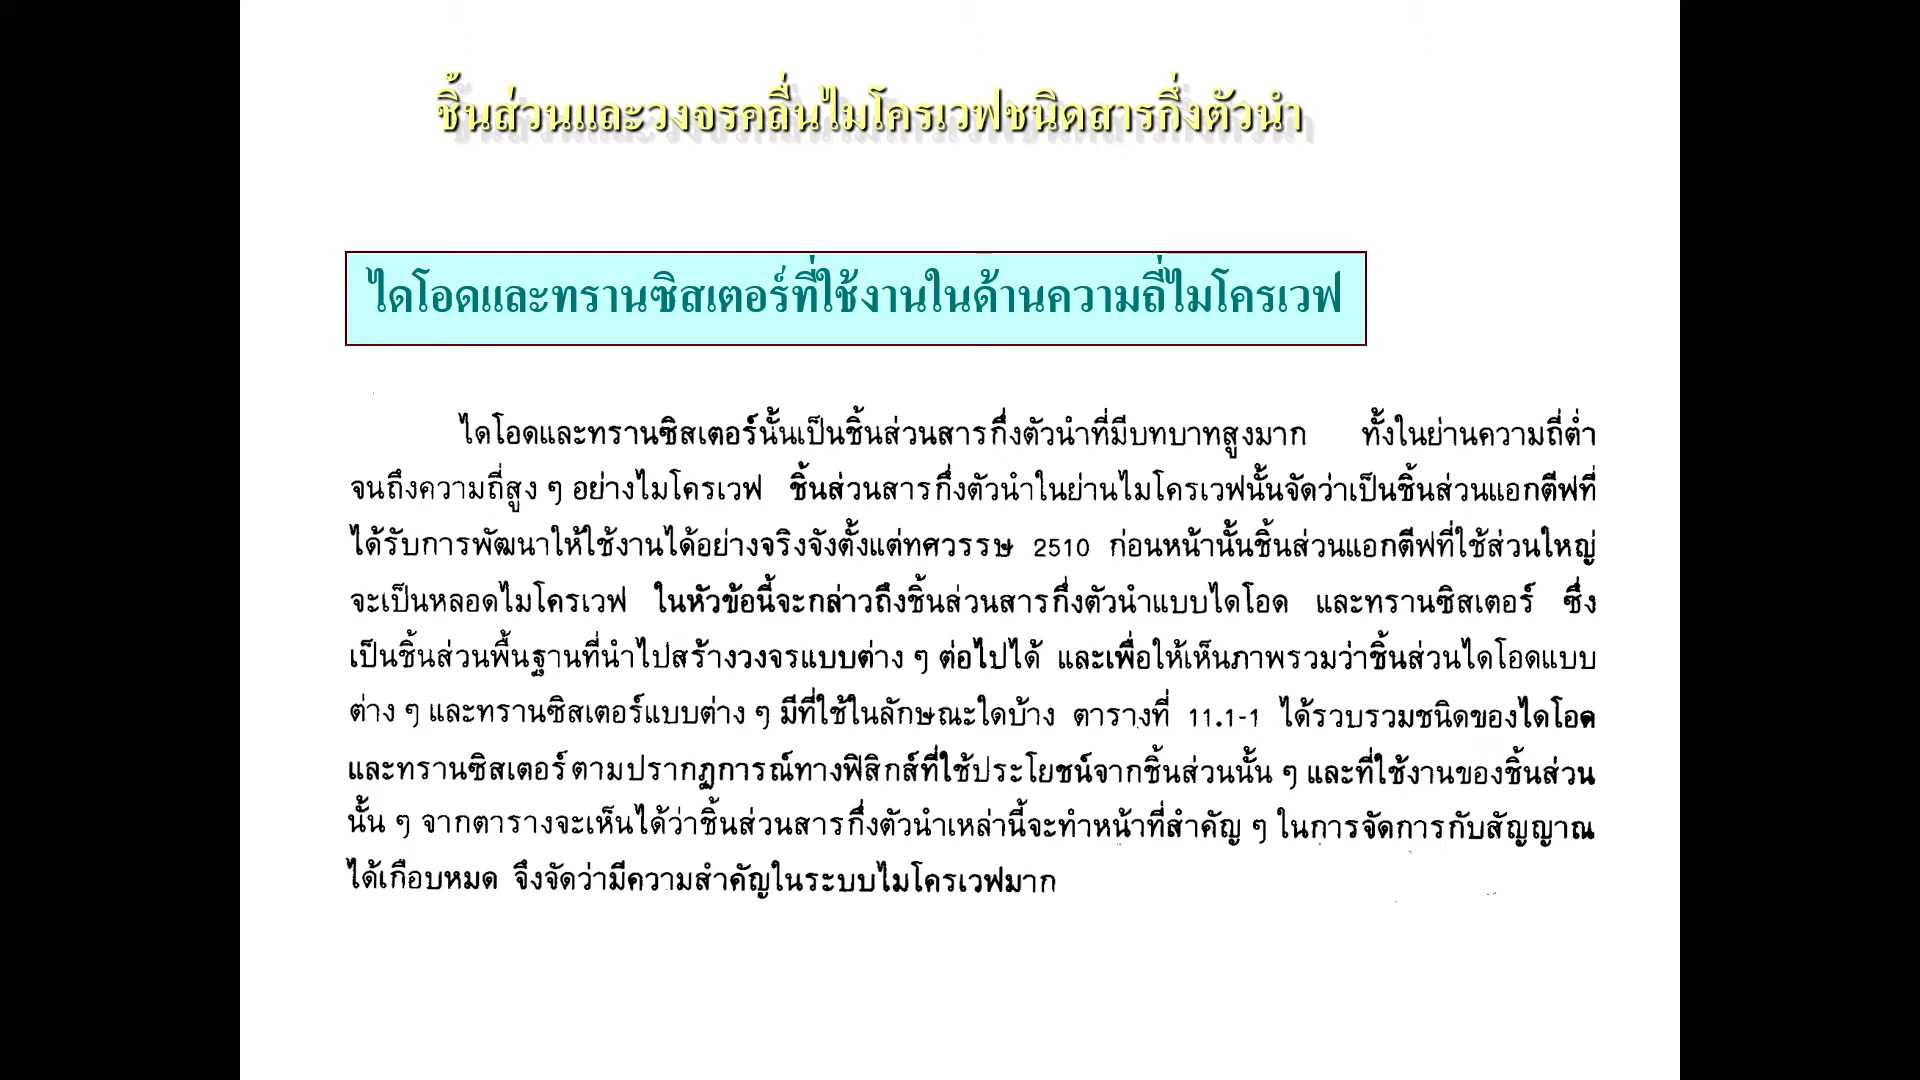 ชิ้นส่วนและวงจรคลื่นไมโครเวฟชนิดสารกึ่งตัวนำ
ไดโอดและทรานซิสเตอร์ที่ใช้งานในด้านความถี่ไมโครเวฟ
ไดโอดและทรานซิสเตอร์นั้นเป็นชิ้นส่วนสารกึ่งตัวนำที่มีบทบาทสูงมาก ทั้งในย่านความถี่ต่ำ
จนถึงความถี่สูง ๆ อย่างไมโครเวฟ ชิ้นส่วนสารกึ่งตัวนำในย่านไมโครเวฟนั้นจัดว่าเป็นชิ้นส่วนแอกตีฟที่
ได้รับการพัฒนาให้ใช้งานได้อย่างจริงจังตั้งแต่ทศวรรษ 2510 ก่อนหน้านั้นชิ้นส่วนแอกตีฟที่ใช้ส่วนใหญ่
จะเป็นหลอดไมโครเวฟ ในหัวข้อนี้จะกล่าวถึงชิ้นส่วนสารกึ่งตัวนำแบบไดโอด และทรานซิสเตอร์ ซึ่ง
เป็นชิ้นส่วนพื้นฐานที่นำไปสร้างวงจรแบบต่าง ๆ ต่อไปได้ และเพื่อให้เห็นภาพรวมว่าชิ้นส่วนไดโอดแบบ
ต่าง ๆ และทรานซิสเตอร์แบบต่าง ๆ มีที่ใช้ในลักษณะใดบ้าง ตารางที่ 11.1-1 ได้รวบรวมชนิดของไดโอด
และทรานซิสเตอร์ตามปรากฏการณ์ทางฟิสิกส์ที่ใช้ประโยชน์จากชิ้นส่วนนั้น ๆ และที่ใช้งานของชิ้นส่วน
นั้น ๆ จากตารางจะเห็นได้ว่าชิ้นส่วนสารกึ่งตัวนำเหล่านี้จะทำหน้าที่สำคัญ ๆ ในการจัดการกับสัญญาณ
ได้เกือบหมด จึงจัดว่ามีความสำคัญในระบบไมโครเวฟมาก